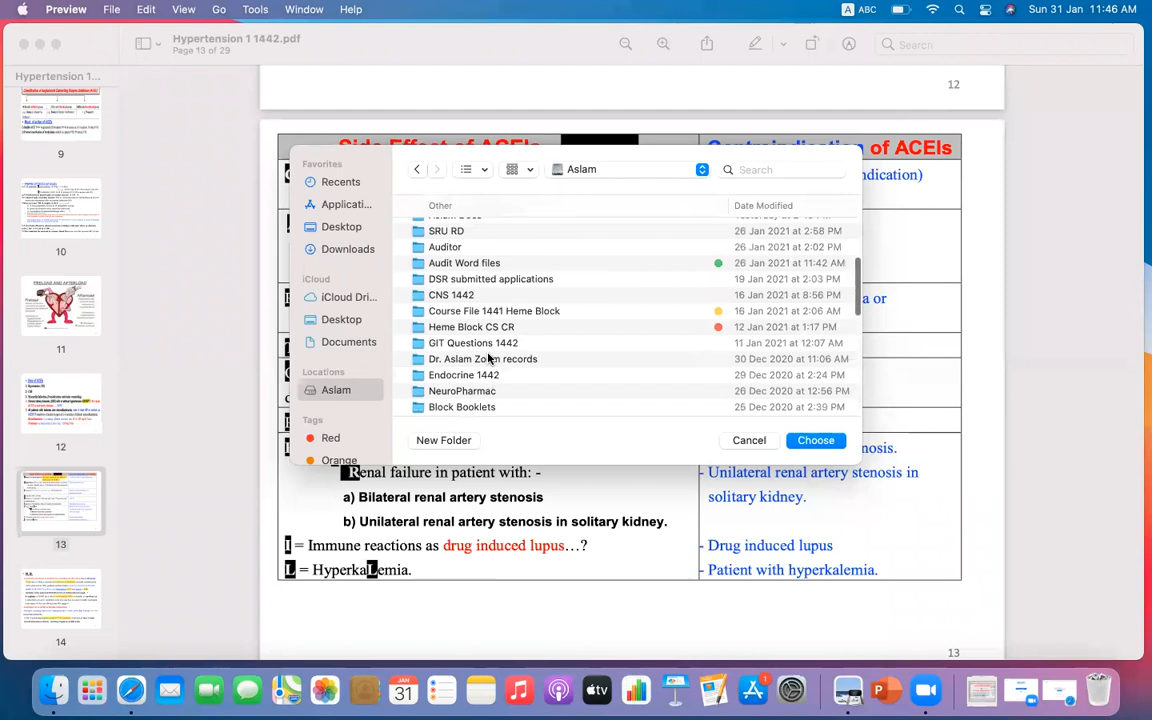 Preview File Edit View Go Tools Window Help
A ABC Sun 31 Jan 11:46 AM
Hypertension 1 1442.pdf
Page 13 of 29
Search
Hypertension 1...
9
10
PRELOAD AND AFTERLOAD
11
12
13
14
12
Side Effect of ACEIs
Contraindication of ACEIs
Favorites
Recents
Applicati...
Desktop
Downloads
iCloud
iCloud Dri...
Desktop
Documents
Locations
Aslam
Tags
Red
Orange
Aslam
Search
Other Date Modified
SRU RD 26 Jan 2021 at 2:58 PM
Auditor 26 Jan 2021 at 2:02 PM
Audit Word files 26 Jan 2021 at 11:42 AM
DSR submitted applications 19 Jan 2021 at 2:03 PM
CNS 1442 16 Jan 2021 at 8:56 PM
Course File 1441 Heme Block 16 Jan 2021 at 2:06 AM
Heme Block CS CR 12 Jan 2021 at 1:17 PM
GIT Questions 1442 11 Jan 2021 at 12:07 AM
Dr. Aslam Zoom records 30 Dec 2020 at 11:06 AM
Endocrine 1442 29 Dec 2020 at 2:24 PM
NeuroPharmac 26 Dec 2020 at 12:56 PM
Block Booklets 25 Dec 2020 at 2:39 PM
New Folder Cancel Choose
Renal failure in patient with: -
a) Bilateral renal artery stenosis
b) Unilateral renal artery stenosis in solitary kidney.
I = Immune reactions as drug induced lupus...?
L = HyperkaLemia.
- Unilateral renal artery stenosis in
solitary kidney.
- Drug induced lupus
- Patient with hyperkalemia.
13
JAN
31
1